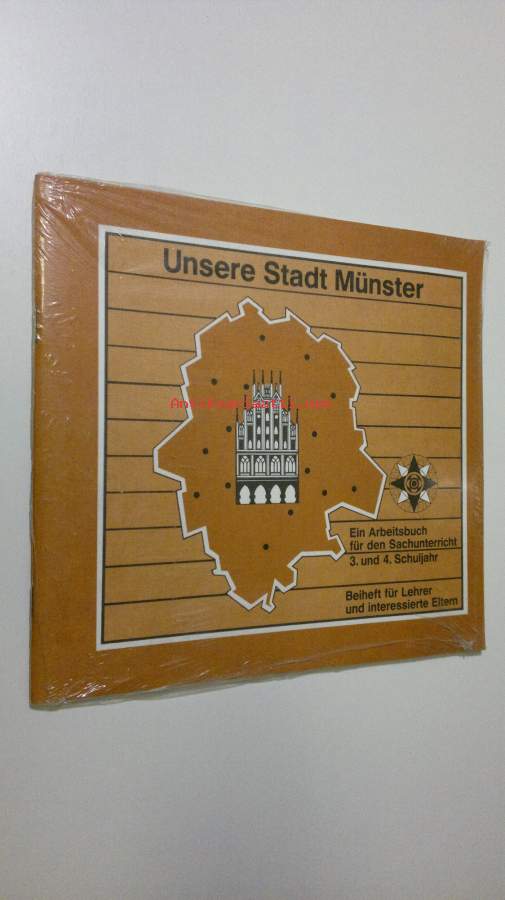 Unsere Stadt Münster
Ein Arbeitsbuch
für den Sachunterricht
3. und 4. Schuljahr
Beiheft für Lehrer
und interessierte Eltern